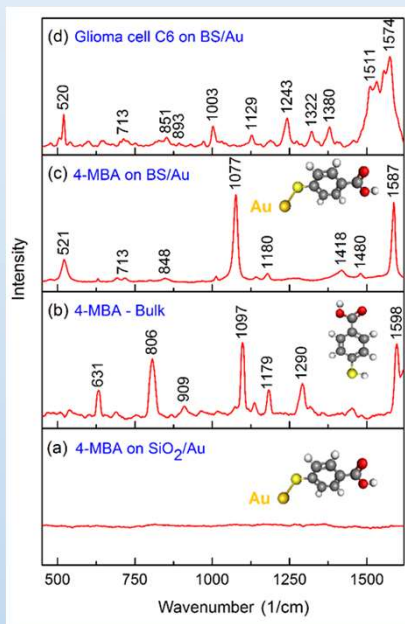 (d) Glioma cell C6 on BS/Au
520
713
851
893
1003
1129
1243
1322
1380
1511
1574
(c) 4-MBA on BS/Au
521
713
848
1077
1180
1418
1480
1587
Au
(b) 4-MBA - Bulk
631
806
909
1097
1179
1290
1598
(a) 4-MBA on SiO2/Au
Au
Intensity
500 750 1000 1250 1500
Wavenumber (1/cm)